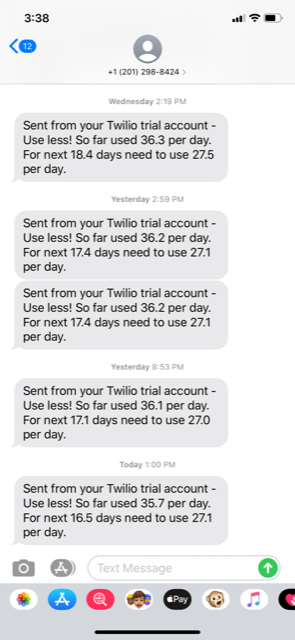 3:38
12
+1 (201) 298-8424 >
Wednesday 2:19 PM
Sent from your Twilio trial account -
Use less! So far used 36.3 per day.
For next 18.4 days need to use 27.5
per day.
Yesterday 2:59 PM
Sent from your Twilio trial account -
Use less! So far used 36.2 per day.
For next 17.4 days need to use 27.1
per day.
Sent from your Twilio trial account -
Use less! So far used 36.2 per day.
For next 17.4 days need to use 27.1
per day.
Yesterday 8:53 PM
Sent from your Twilio trial account -
Use less! So far used 36.1 per day.
For next 17.1 days need to use 27.0
per day.
Today 1:00 PM
Sent from your Twilio trial account -
Use less! So far used 35.7 per day.
For next 16.5 days need to use 27.1
per day.
Text Message
Pay